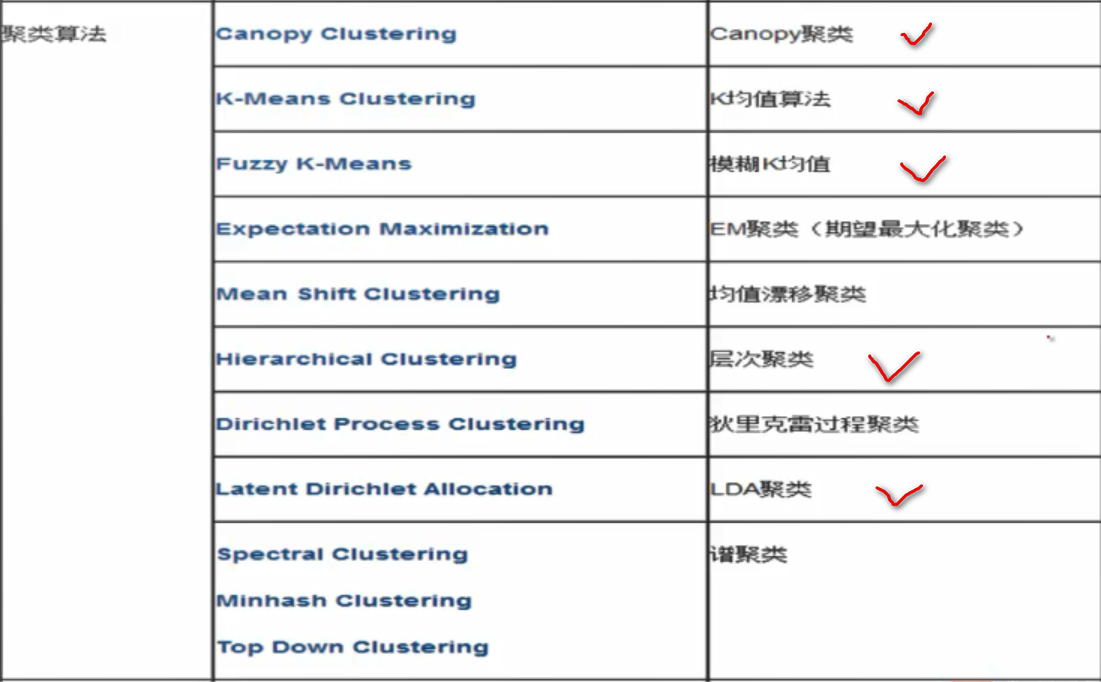 聚类算法
Canopy Clustering
Canopy聚类
K-Means Clustering
K均值算法
Fuzzy K-Means
模糊K均值
Expectation Maximization
EM聚类（期望最大化聚类）
Mean Shift Clustering
均值漂移聚类
Hierarchical Clustering
层次聚类
Dirichlet Process Clustering
狄里克雷过程聚类
Latent Dirichlet Allocation
LDA聚类
Spectral Clustering
谱聚类
Minhash Clustering
Top Down Clustering